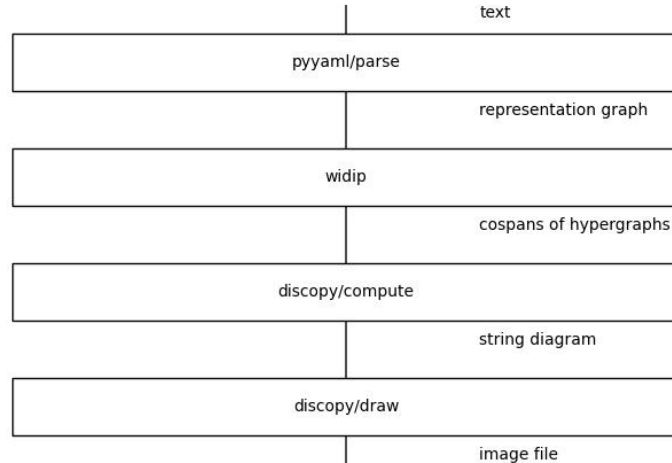 text
pyyaml/parse
representation graph
widip
cospans of hypergraphs
discopy/compute
string diagram
discopy/draw
image file